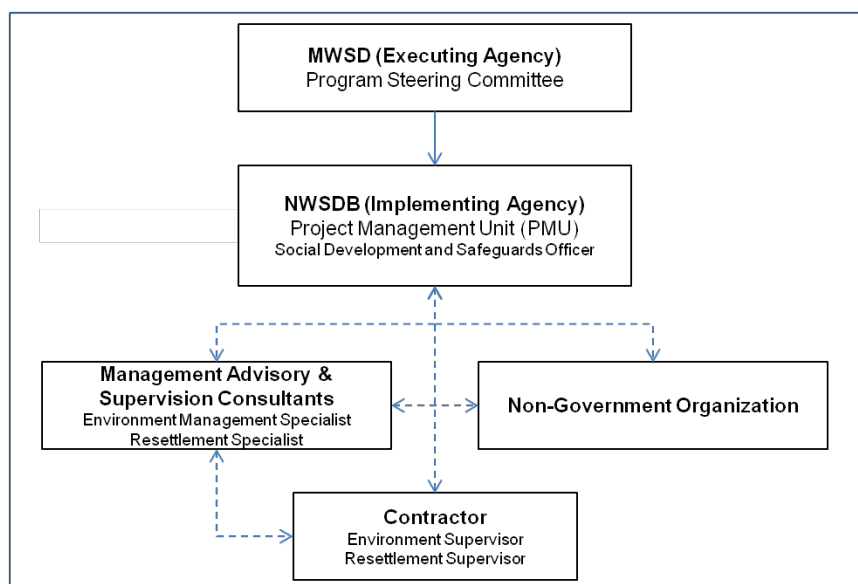 MWSD (Executing Agency)
Program Steering Committee
NWSDB (Implementing Agency)
Project Management Unit (PMU)
Social Development and Safeguards Officer
Management Advisory &
Supervision Consultants
Environment Management Specialist
Resettlement Specialist
Non-Government Organization
Contractor
Environment Supervisor
Resettlement Supervisor